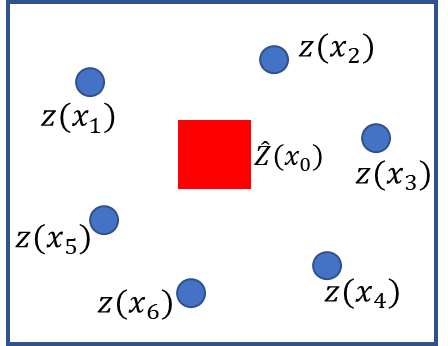 z(x₂)
z(x₁)
Ẑ(x₀)
z(x₃)
z(x₅)
z(x₄)
z(x₆)